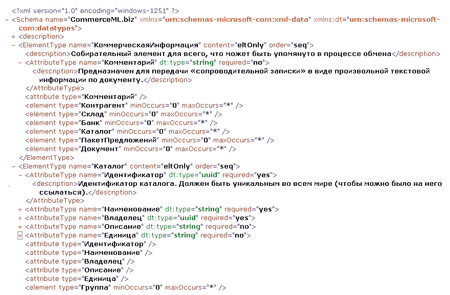 <?xml version="1.0" encoding="windows-1251" ?>
- <Schema name="CommerceML.biz" xmlns="urn:schemas-microsoft-com:xml-data" xmlns:dt="urn:schemas-microsoft-
com:datatypes">
+ <description>
- <ElementType name="КоммерческаяИнформация" content="eltOnly" order="seq">
<description>Собирательный элемент для всего, что может быть упомянуто в процессе обмена</description>
- <AttributeType name="Комментарий" dt:type="string" required="no">
<description>Предназначен для передачи «сопроводительной записки» в виде произвольной текстовой
информации по документу.</description>
</AttributeType>
<attribute type="Комментарий" />
<element type="Контрагент" minOccurs="0" maxOccurs="*" />
<element type="Склад" minOccurs="0" maxOccurs="*" />
<element type="Банк" minOccurs="0" maxOccurs="*" />
<element type="Каталог" minOccurs="0" maxOccurs="*" />
<element type="ПакетПредложений" minOccurs="0" maxOccurs="*" />
<element type="Документ" minOccurs="0" maxOccurs="*" />
</ElementType>
- <ElementType name="Каталог" content="eltOnly" order="seq">
- <AttributeType name="Идентификатор" dt:type="uuid" required="yes">
<description>Идентификатор каталога. Должен быть уникальным во всем мире (чтобы можно было на него
ссылаться).</description>
</AttributeType>
+ <AttributeType name="Наименование" dt:type="string" required="yes">
+ <AttributeType name="Владелец" dt:type="uuid" required="yes">
+ <AttributeType name="Описание" dt:type="string" required="no">
+ <AttributeType name="Единица" dt:type="string" required="no">
<attribute type="Идентификатор" />
<attribute type="Наименование" />
<attribute type="Владелец" />
<attribute type="Описание" />
<attribute type="Единица" />
<element type="Группа" minOccurs="0" maxOccurs="*" />